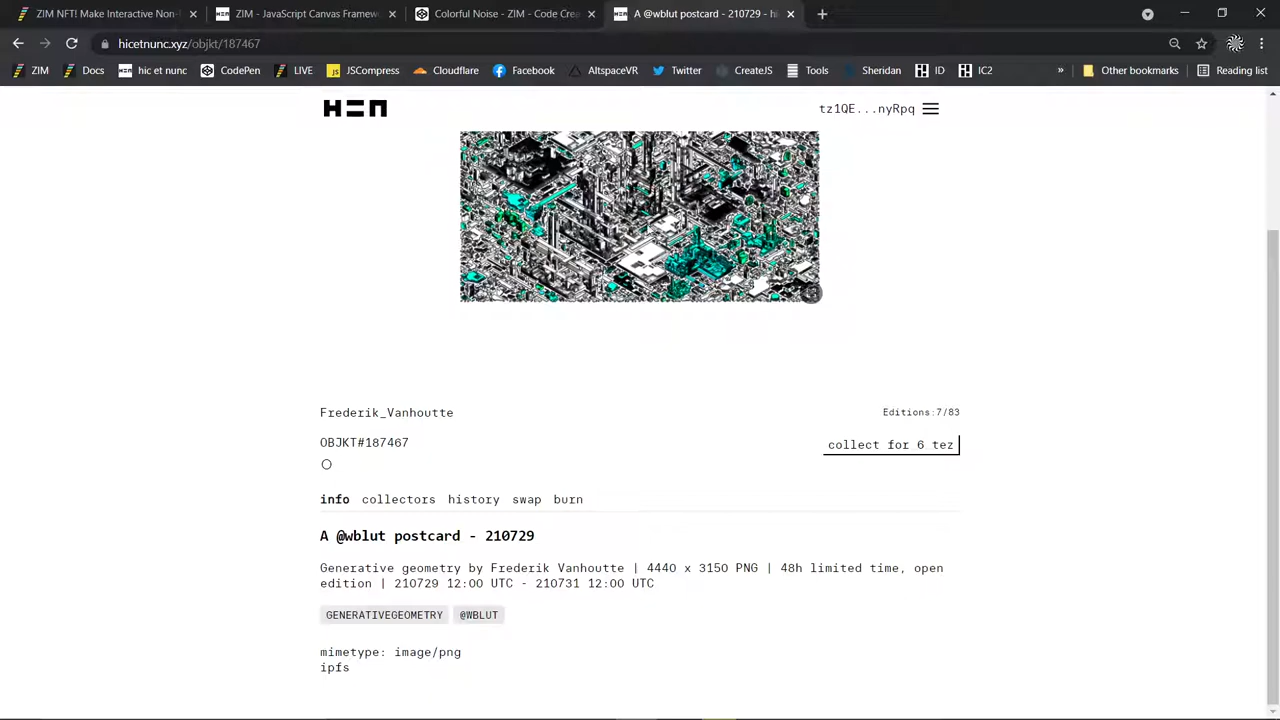 ZIM NFT! Make Interactive Non-
ZIM - JavaScript Canvas Framew
Colorful Noise - ZIM - Code Cre
A @wblut postcard - 210729 - hi
hicetnunc.xyz/objkt/187467
ZIM
Docs
hic et nunc
CodePen
LIVE
JSCompress
Cloudflare
Facebook
AltspaceVR
Twitter
CreateJS
Tools
Sheridan
ID
IC2
»
Other bookmarks
Reading list
tz1QE...nyRpq
Frederik_Vanhoutte
Editions:7/83
OBJKT#187467
collect for 6 tez
info collectors history swap burn
A @wblut postcard - 210729
Generative geometry by Frederik Vanhoutte | 4440 x 3150 PNG | 48h limited time, open
edition | 210729 12:00 UTC - 210731 12:00 UTC
GENERATIVEGEOMETRY @WBLUT
mimetype: image/png
ipfs